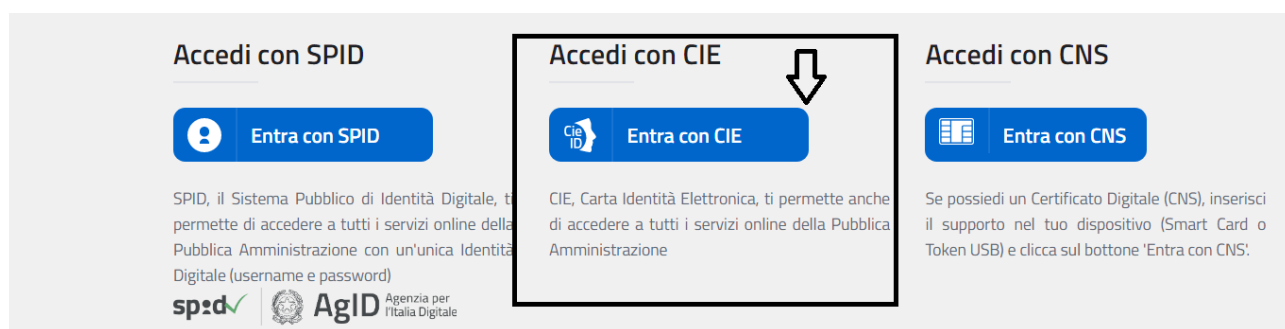 Accedi con SPID
Entra con SPID
SPID, il Sistema Pubblico di Identità Digitale, ti
permette di accedere a tutti i servizi online della
Pubblica Amministrazione con un'unica Identità
Digitale (username e password)
sp:d
AgID Agenzia per
l'Italia Digitale
Accedi con CIE
Cie
ID
Entra con CIE
CIE, Carta Identità Elettronica, ti permette anche
di accedere a tutti i servizi online della Pubblica
Amministrazione
Accedi con CNS
Entra con CNS
Se possiedi un Certificato Digitale (CNS), inserisci
il supporto nel tuo dispositivo (Smart Card o
Token USB) e clicca sul bottone 'Entra con CNS'.